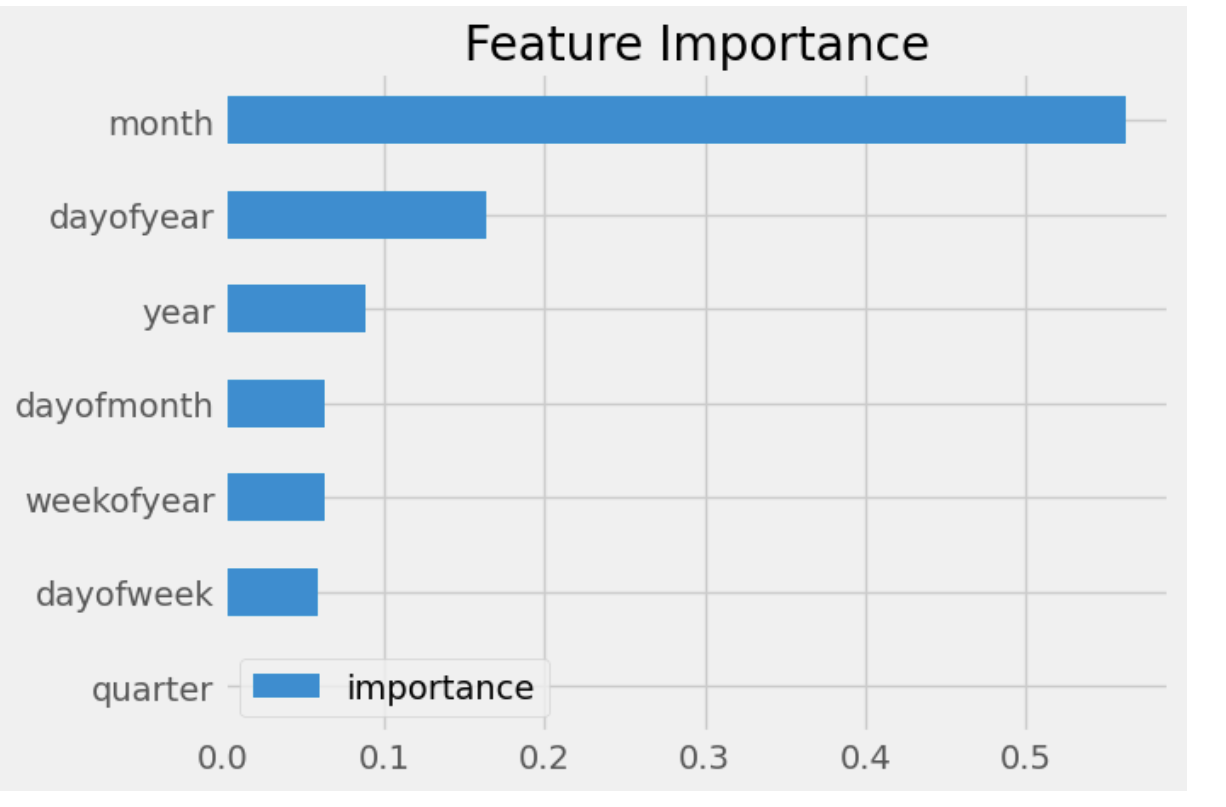 Feature Importance
month
dayofyear
year
dayofmonth
weekofyear
dayofweek
quarter
importance
0.0 0.1 0.2 0.3 0.4 0.5